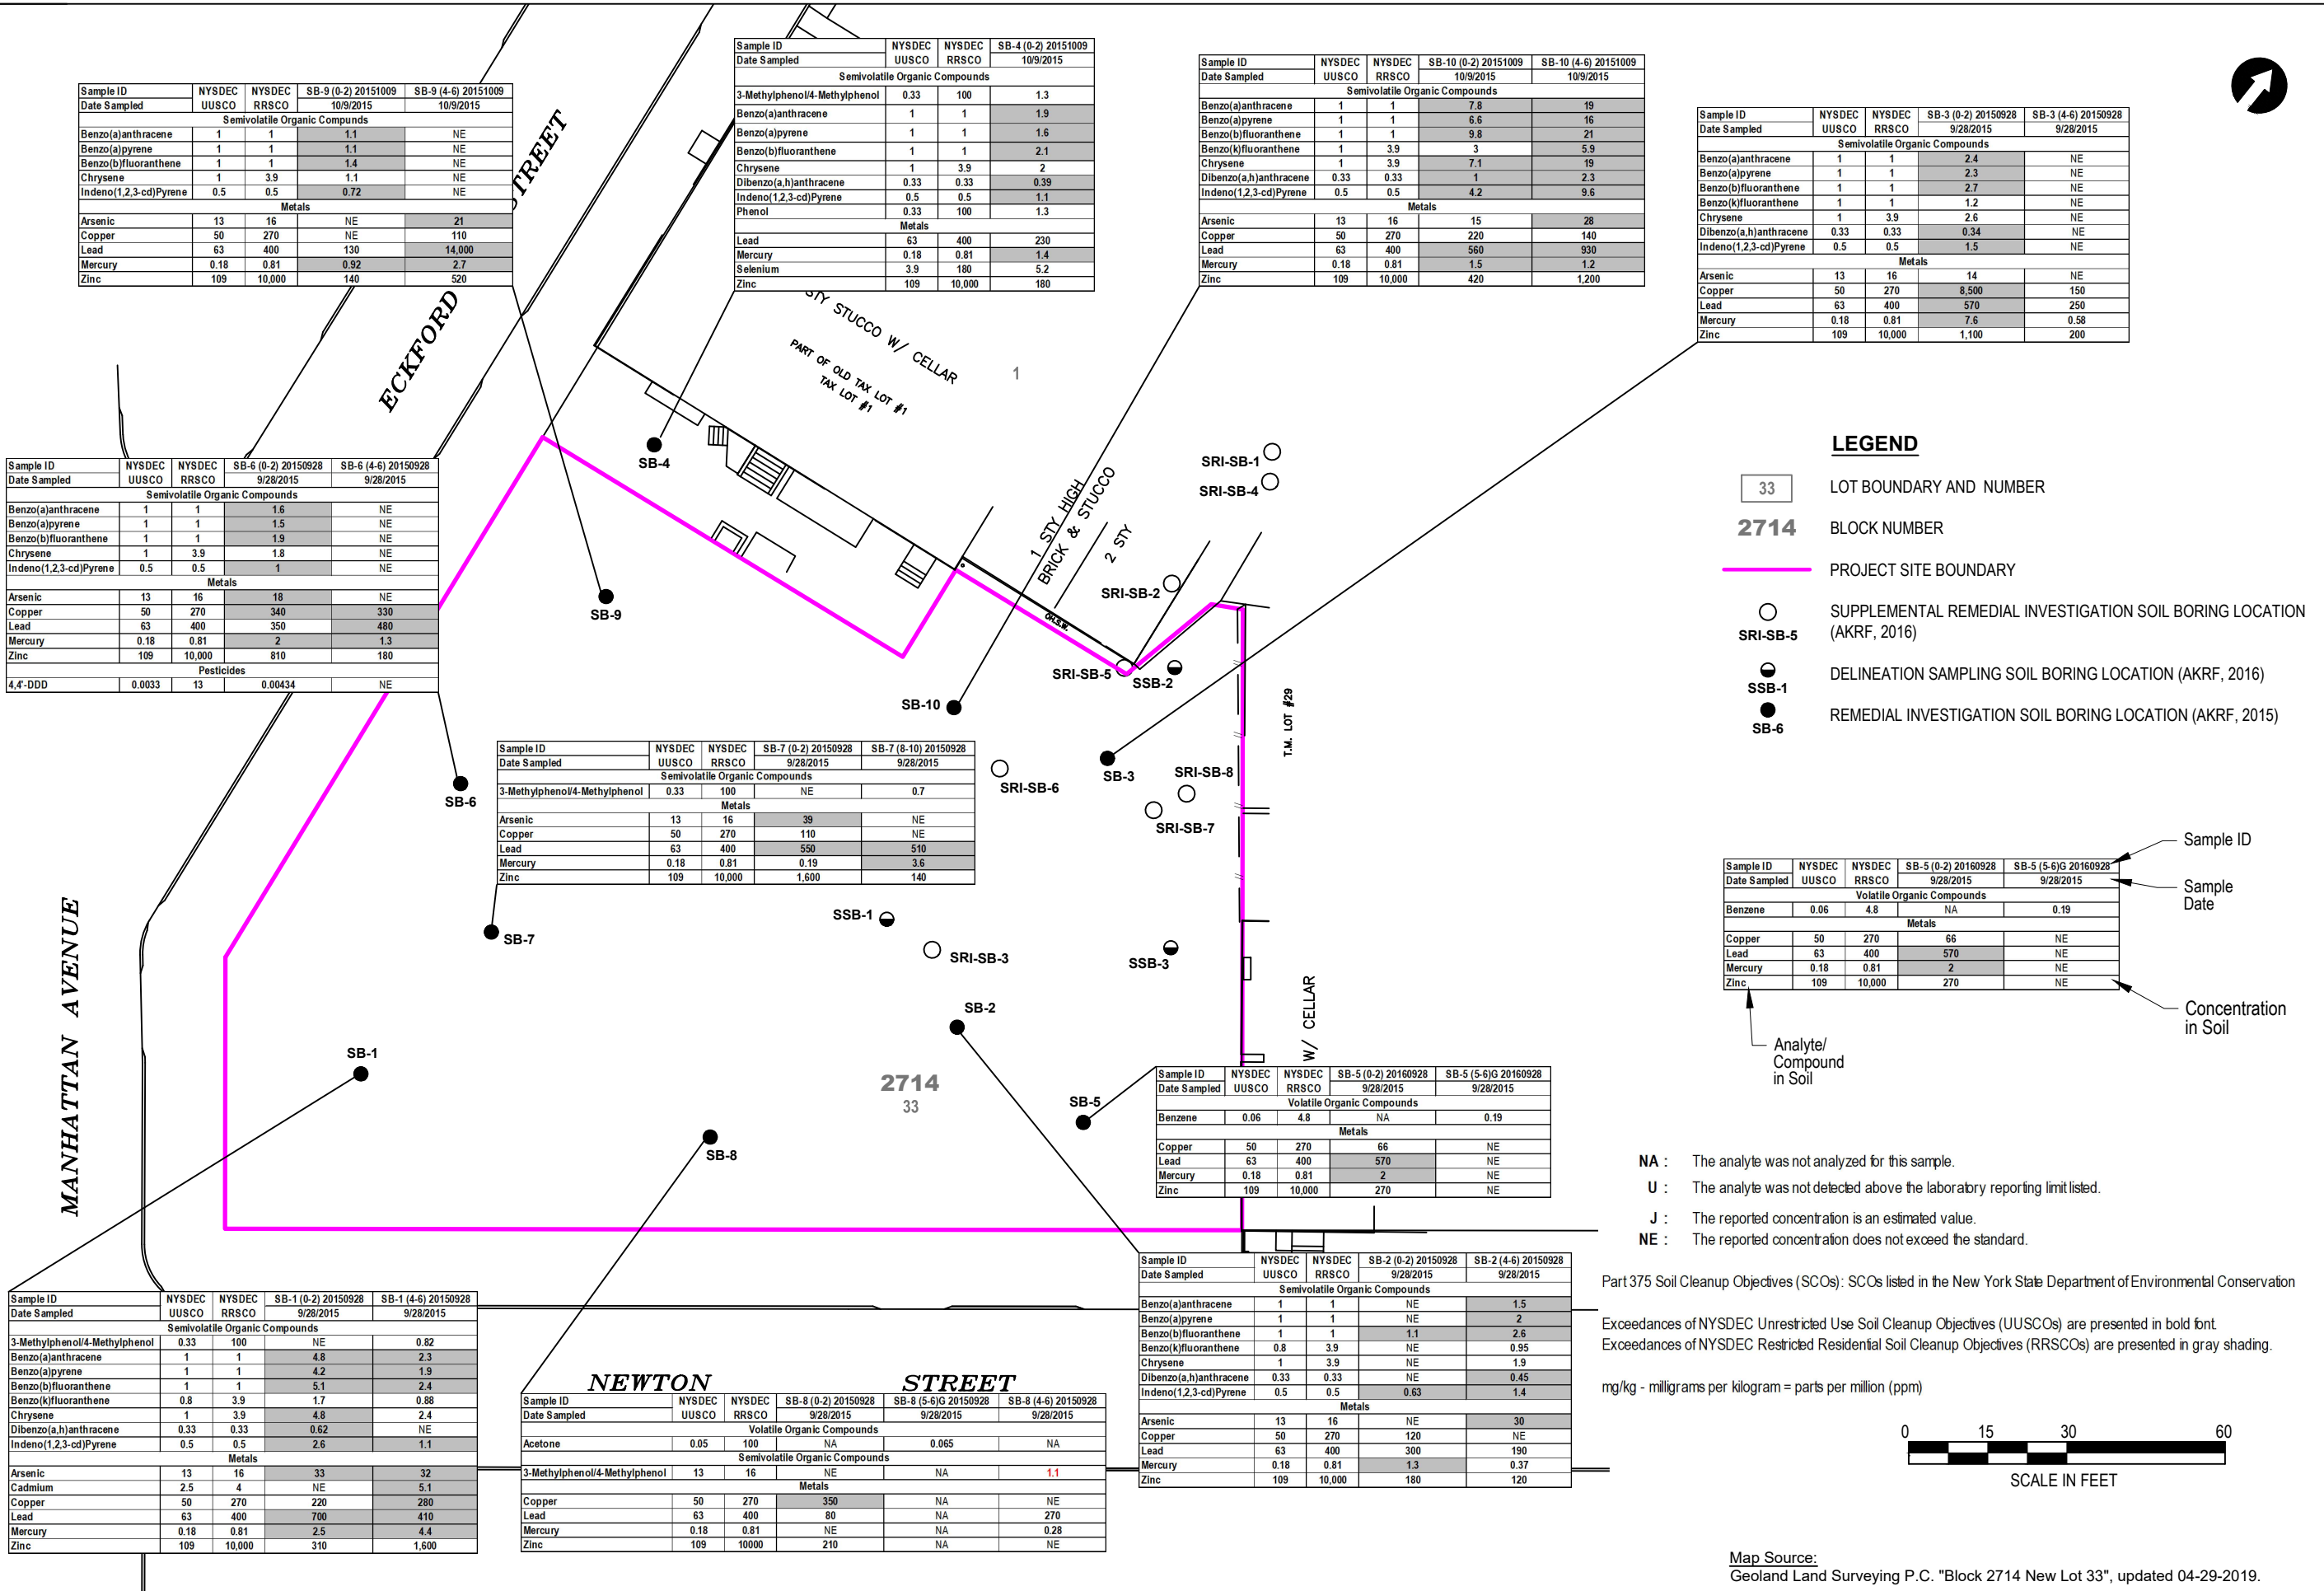 Sample ID NYSDEC UUSCO NYSDEC RRSCO SB-9 (0-2) 20151009 SB-9 (4-6) 20151009
Date Sampled 10/9/2015 10/9/2015
Semivolatile Organic Compunds
Benzo(a)anthracene 1 1 1.1 NE
Benzo(a)pyrene 1 1 1.1 NE
Benzo(b)fluoranthene 1 1 1.4 NE
Chrysene 1 3.9 1.1 NE
Indeno(1,2,3-cd)Pyrene 0.5 0.5 0.72 NE
Metals
Arsenic 13 16 NE 21
Copper 50 270 NE 110
Lead 63 400 130 14,000
Mercury 0.18 0.81 0.92 2.7
Zinc 109 10,000 140 520
Sample ID NYSDEC UUSCO NYSDEC RRSCO SB-4 (0-2) 20151009
Date Sampled 10/9/2015
Semivolatile Organic Compounds
3-Methylphenol/4-Methylphenol 0.33 100 1.3
Benzo(a)anthracene 1 1 1.9
Benzo(a)pyrene 1 1 1.6
Benzo(b)fluoranthene 1 1 2.1
Chrysene 1 3.9 2
Dibenzo(a,h)anthracene 0.33 0.33 0.39
Indeno(1,2,3-cd)Pyrene 0.5 0.5 1.1
Phenol 0.33 100 1.3
Metals
Lead 63 400 230
Mercury 0.18 0.81 1.4
Selenium 3.9 180 5.2
Zinc 109 10,000 180
Sample ID NYSDEC UUSCO NYSDEC RRSCO SB-10 (0-2) 20151009 SB-10 (4-6) 20151009
Date Sampled 10/9/2015 10/9/2015
Semivolatile Organic Compounds
Benzo(a)anthracene 1 1 7.8 19
Benzo(a)pyrene 1 1 6.6 16
Benzo(b)fluoranthene 1 1 9.8 21
Benzo(k)fluoranthene 1 3.9 3 5.9
Chrysene 1 3.9 7.1 19
Dibenzo(a,h)anthracene 0.33 0.33 1 2.3
Indeno(1,2,3-cd)Pyrene 0.5 0.5 4.2 9.6
Metals
Arsenic 13 16 15 28
Copper 50 270 220 140
Lead 63 400 560 930
Mercury 0.18 0.81 1.5 1.2
Zinc 109 10,000 420 1,200
Sample ID NYSDEC UUSCO NYSDEC RRSCO SB-3 (0-2) 20150928 SB-3 (4-6) 20150928
Date Sampled 9/28/2015 9/28/2015
Semivolatile Organic Compounds
Benzo(a)anthracene 1 1 2.4 NE
Benzo(a)pyrene 1 1 2.3 NE
Benzo(b)fluoranthene 1 1 2.7 NE
Benzo(k)fluoranthene 1 1 1.2 NE
Chrysene 1 3.9 2.6 NE
Dibenzo(a,h)anthracene 0.33 0.33 0.34 NE
Indeno(1,2,3-cd)Pyrene 0.5 0.5 1.5 NE
Metals
Arsenic 13 16 14 NE
Copper 50 270 8,500 150
Lead 63 400 570 250
Mercury 0.18 0.81 7.6 0.58
Zinc 109 10,000 1,100 200
ECKFORD STREET
STY STUCCO W/ CELLAR
PART OF OLD TAX LOT #1
TAX LOT #1
1
SB-4
SB-9
1 STY HIGH
BRICK & STUCCO
2 STY
SRI-SB-1
SRI-SB-4
SRI-SB-2
SRI-SB-5
SSB-2
SB-10
SB-3
SRI-SB-6
SRI-SB-8
SRI-SB-7
T.M. LOT #29
LEGEND
33 LOT BOUNDARY AND NUMBER
2714 BLOCK NUMBER
PROJECT SITE BOUNDARY
SRI-SB-5 SUPPLEMENTAL REMEDIAL INVESTIGATION SOIL BORING LOCATION
(AKRF, 2016)
SSB-1 DELINEATION SAMPLING SOIL BORING LOCATION (AKRF, 2016)
SB-6 REMEDIAL INVESTIGATION SOIL BORING LOCATION (AKRF, 2015)
Sample ID NYSDEC UUSCO NYSDEC RRSCO SB-6 (0-2) 20150928 SB-6 (4-6) 20150928
Date Sampled 9/28/2015 9/28/2015
Semivolatile Organic Compounds
Benzo(a)anthracene 1 1 1.6 NE
Benzo(a)pyrene 1 1 1.5 NE
Benzo(b)fluoranthene 1 1 1.9 NE
Chrysene 1 3.9 1.8 NE
Indeno(1,2,3-cd)Pyrene 0.5 0.5 1 NE
Metals
Arsenic 13 16 18 NE
Copper 50 270 340 330
Lead 63 400 350 480
Mercury 0.18 0.81 2 1.3
Zinc 109 10,000 810 180
Pesticides
4,4'-DDD 0.0033 13 0.00434 NE
SB-6
Sample ID NYSDEC UUSCO NYSDEC RRSCO SB-7 (0-2) 20150928 SB-7 (8-10) 20150928
Date Sampled 9/28/2015 9/28/2015
Semivolatile Organic Compounds
3-Methylphenol/4-Methylphenol 0.33 100 NE 0.7
Metals
Arsenic 13 16 39 NE
Copper 50 270 110 NE
Lead 63 400 550 510
Mercury 0.18 0.81 0.19 3.6
Zinc 109 10,000 1,600 140
SB-7
SSB-1
SRI-SB-3
SSB-3
SB-2
MANHATTAN AVENUE
SB-1
2714
33
SB-8
SB-5
W/ CELLAR
Sample ID NYSDEC UUSCO NYSDEC RRSCO SB-5 (0-2) 20160928 SB-5 (5-6)G 20160928
Date Sampled 9/28/2015 9/28/2015
Volatile Organic Compounds
Benzene 0.06 4.8 NA 0.19
Metals
Copper 50 270 66 NE
Lead 63 400 570 NE
Mercury 0.18 0.81 2 NE
Zinc 109 10,000 270 NE
Sample ID
Sample
Date
Concentration
in Soil
Analyte/
Compound
in Soil
Sample ID NYSDEC UUSCO NYSDEC RRSCO SB-5 (0-2) 20160928 SB-5 (5-6)G 20160928
Date Sampled 9/28/2015 9/28/2015
Volatile Organic Compounds
Benzene 0.06 4.8 NA 0.19
Metals
Copper 50 270 66 NE
Lead 63 400 570 NE
Mercury 0.18 0.81 2 NE
Zinc 109 10,000 270 NE
NA : The analyte was not analyzed for this sample.
U : The analyte was not detected above the laboratory reporting limit listed.
J : The reported concentration is an estimated value.
NE : The reported concentration does not exceed the standard.
Part 375 Soil Cleanup Objectives (SCOs): SCOs listed in the New York State Department of Environmental Conservation
Exceedances of NYSDEC Unrestricted Use Soil Cleanup Objectives (UUSCOs) are presented in bold font.
Exceedances of NYSDEC Restricted Residential Soil Cleanup Objectives (RRSCOs) are presented in gray shading.
mg/kg - milligrams per kilogram = parts per million (ppm)
Sample ID NYSDEC UUSCO NYSDEC RRSCO SB-1 (0-2) 20150928 SB-1 (4-6) 20150928
Date Sampled 9/28/2015 9/28/2015
Semivolatile Organic Compounds
3-Methylphenol/4-Methylphenol 0.33 100 NE 0.82
Benzo(a)anthracene 1 1 4.8 2.3
Benzo(a)pyrene 1 1 4.2 1.9
Benzo(b)fluoranthene 1 1 5.1 2.4
Benzo(k)fluoranthene 0.8 3.9 1.7 0.88
Chrysene 1 3.9 4.8 2.4
Dibenzo(a,h)anthracene 0.33 0.33 0.62 NE
Indeno(1,2,3-cd)Pyrene 0.5 0.5 2.6 1.1
Metals
Arsenic 13 16 33 32
Cadmium 2.5 4 NE 5.1
Copper 50 270 220 280
Lead 63 400 700 410
Mercury 0.18 0.81 2.5 4.4
Zinc 109 10,000 310 1,600
NEWTON STREET
Sample ID NYSDEC UUSCO NYSDEC RRSCO SB-8 (0-2) 20150928 SB-8 (5-6)G 20150928 SB-8 (4-6) 20150928
Date Sampled 9/28/2015 9/28/2015 9/28/2015
Volatile Organic Compounds
Acetone 0.05 100 NA 0.065 NA
Semivolatile Organic Compounds
3-Methylphenol/4-Methylphenol 13 16 NE NA 1.1
Metals
Copper 50 270 350 NA NE
Lead 63 400 80 NA 270
Mercury 0.18 0.81 NE NA 0.28
Zinc 109 10000 210 NA NE
Sample ID NYSDEC UUSCO NYSDEC RRSCO SB-2 (0-2) 20150928 SB-2 (4-6) 20150928
Date Sampled 9/28/2015 9/28/2015
Semivolatile Organic Compounds
Benzo(a)anthracene 1 1 NE 1.5
Benzo(a)pyrene 1 1 NE 2
Benzo(b)fluoranthene 1 1 1.1 2.6
Benzo(k)fluoranthene 0.8 3.9 NE 0.95
Chrysene 1 3.9 NE 1.9
Dibenzo(a,h)anthracene 0.33 0.33 NE 0.45
Indeno(1,2,3-cd)Pyrene 0.5 0.5 0.63 1.4
Metals
Arsenic 13 16 NE 30
Copper 50 270 120 NE
Lead 63 400 300 190
Mercury 0.18 0.81 1.3 0.37
Zinc 109 10,000 180 120
0 15 30 60
SCALE IN FEET
Map Source:
Geoland Land Surveying P.C. "Block 2714 New Lot 33", updated 04-29-2019.